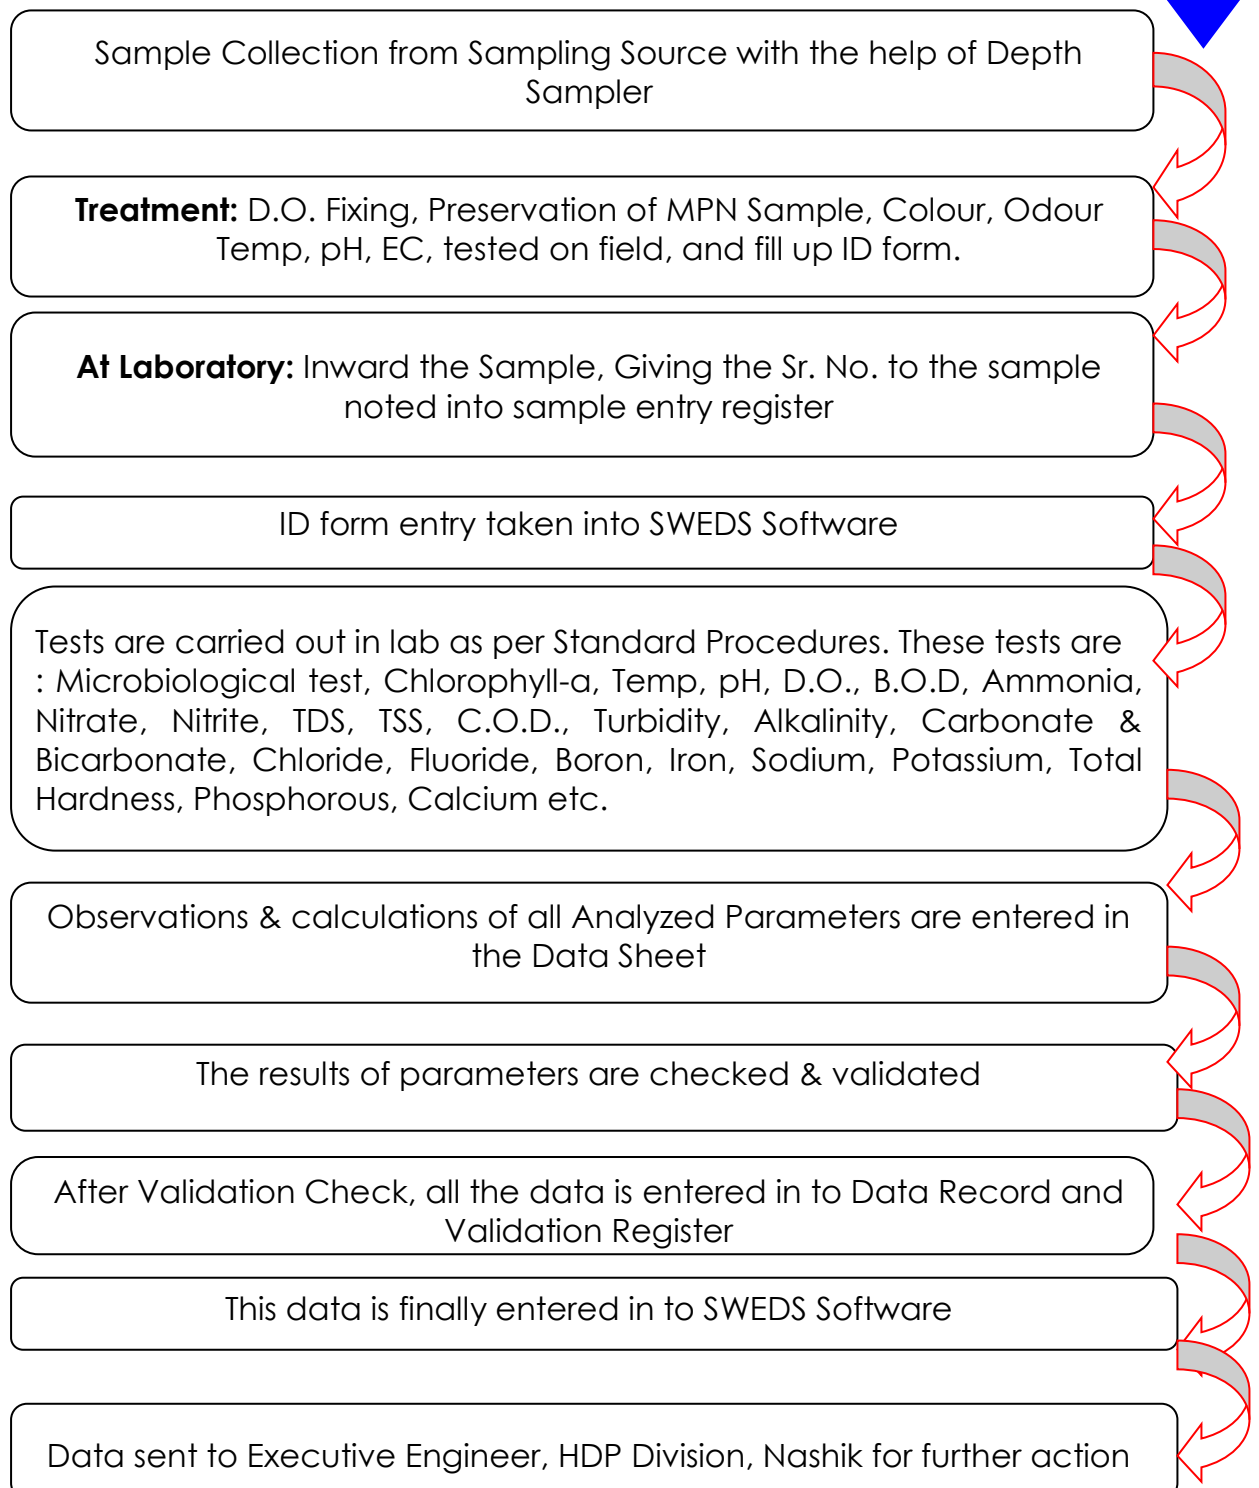 Sample Collection from Sampling Source with the help of Depth
Sampler
Treatment: D.O. Fixing, Preservation of MPN Sample, Colour, Odour
Temp, pH, EC, tested on field, and fill up ID form.
At Laboratory: Inward the Sample, Giving the Sr. No. to the sample
noted into sample entry register
ID form entry taken into SWEDS Software
Tests are carried out in lab as per Standard Procedures. These tests are
: Microbiological test, Chlorophyll-a, Temp, pH, D.O., B.O.D, Ammonia,
Nitrate, Nitrite, TDS, TSS, C.O.D., Turbidity, Alkalinity, Carbonate &
Bicarbonate, Chloride, Fluoride, Boron, Iron, Sodium, Potassium, Total
Hardness, Phosphorous, Calcium etc.
Observations & calculations of all Analyzed Parameters are entered in
the Data Sheet
The results of parameters are checked & validated
After Validation Check, all the data is entered in to Data Record and
Validation Register
This data is finally entered in to SWEDS Software
Data sent to Executive Engineer, HDP Division, Nashik for further action